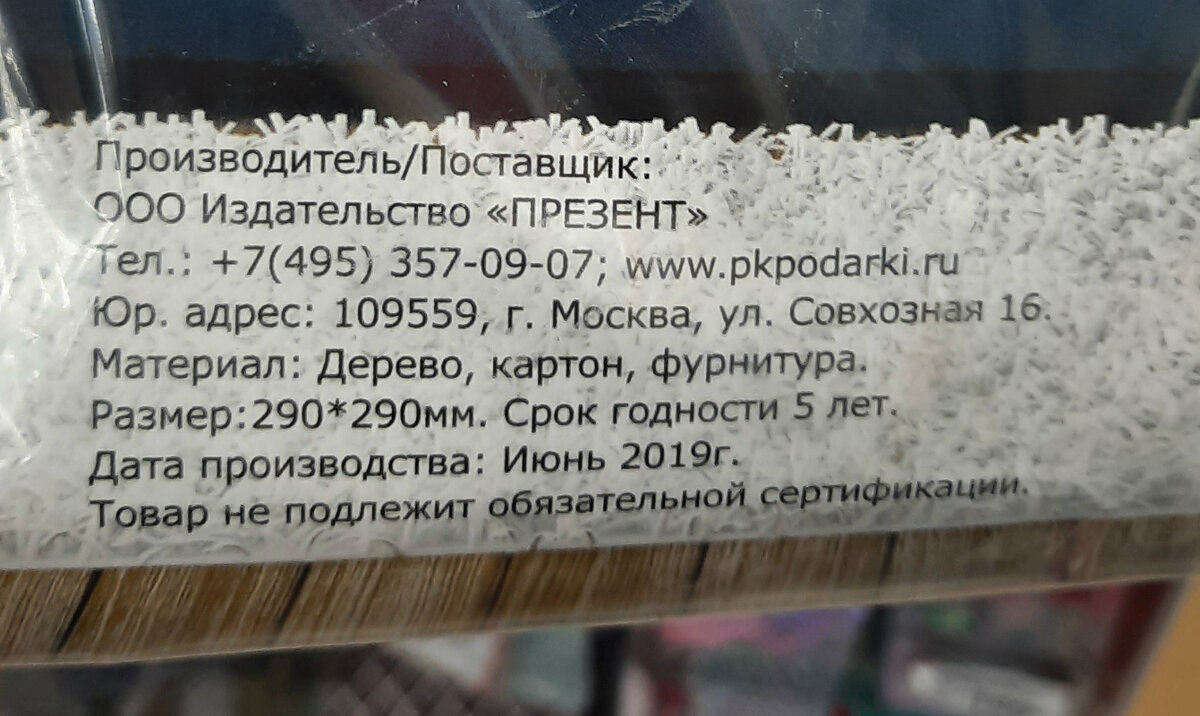 Производитель/Поставщик:
ООО Издательство «ПРЕЗЕНТ»
Тел.: +7(495) 357-09-07; www.pkpodarki.ru
Юр. адрес: 109559, г. Москва, ул. Совхозная 16.
Материал: Дерево, картон, фурнитура.
Размер:290*290мм. Срок годности 5 лет.
Дата производства: Июнь 2019г.
Товар не подлежит обязательной сертификации.